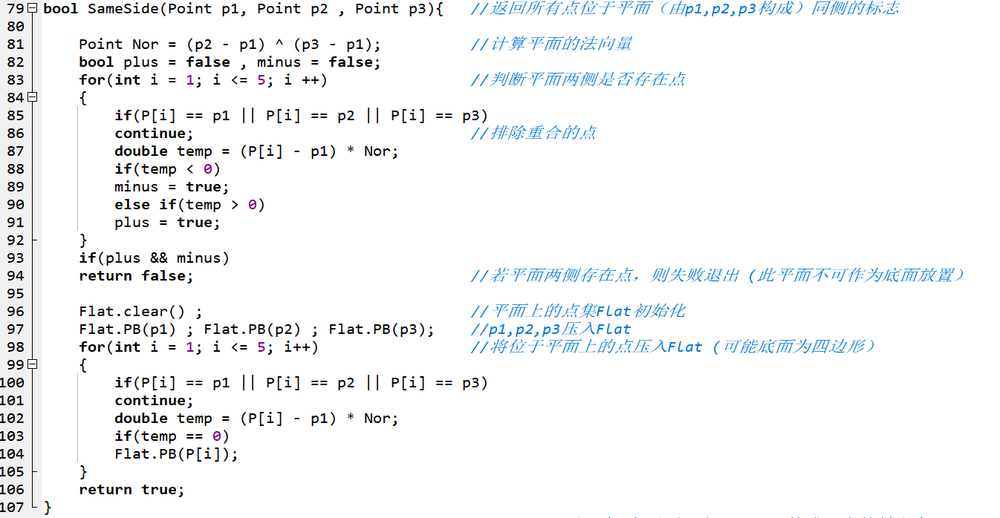 79 bool SameSide(Point p1, Point p2 , Point p3){ //返回所有点位于平面（由p1,p2,p3构成）同侧的标志
80
81 Point Nor = (p2 - p1) ^ (p3 - p1); //计算平面的法向量
82 bool plus = false , minus = false;
83 for(int i = 1; i <= 5; i ++) //判断平面两侧是否存在点
84 {
85 if(P[i] == p1 || P[i] == p2 || P[i] == p3)
86 continue; //排除重合的点
87 double temp = (P[i] - p1) * Nor;
88 if(temp < 0)
89 minus = true;
90 else if(temp > 0)
91 plus = true;
92 }
93 if(plus && minus)
94 return false; //若平面两侧存在点，则失败退出（此平面不可作为底面放置）
95
96 Flat.clear() ; //平面上的点集Flat初始化
97 Flat.PB(p1) ; Flat.PB(p2) ; Flat.PB(p3); //p1,p2,p3压入Flat
98 for(int i = 1; i <= 5; i++) //将位于平面上的点压入Flat（可能底面为四边形）
99 {
100 if(P[i] == p1 || P[i] == p2 || P[i] == p3)
101 continue;
102 double temp = (P[i] - p1) * Nor;
103 if(temp == 0)
104 Flat.PB(P[i]);
105 }
106 return true;
107 }